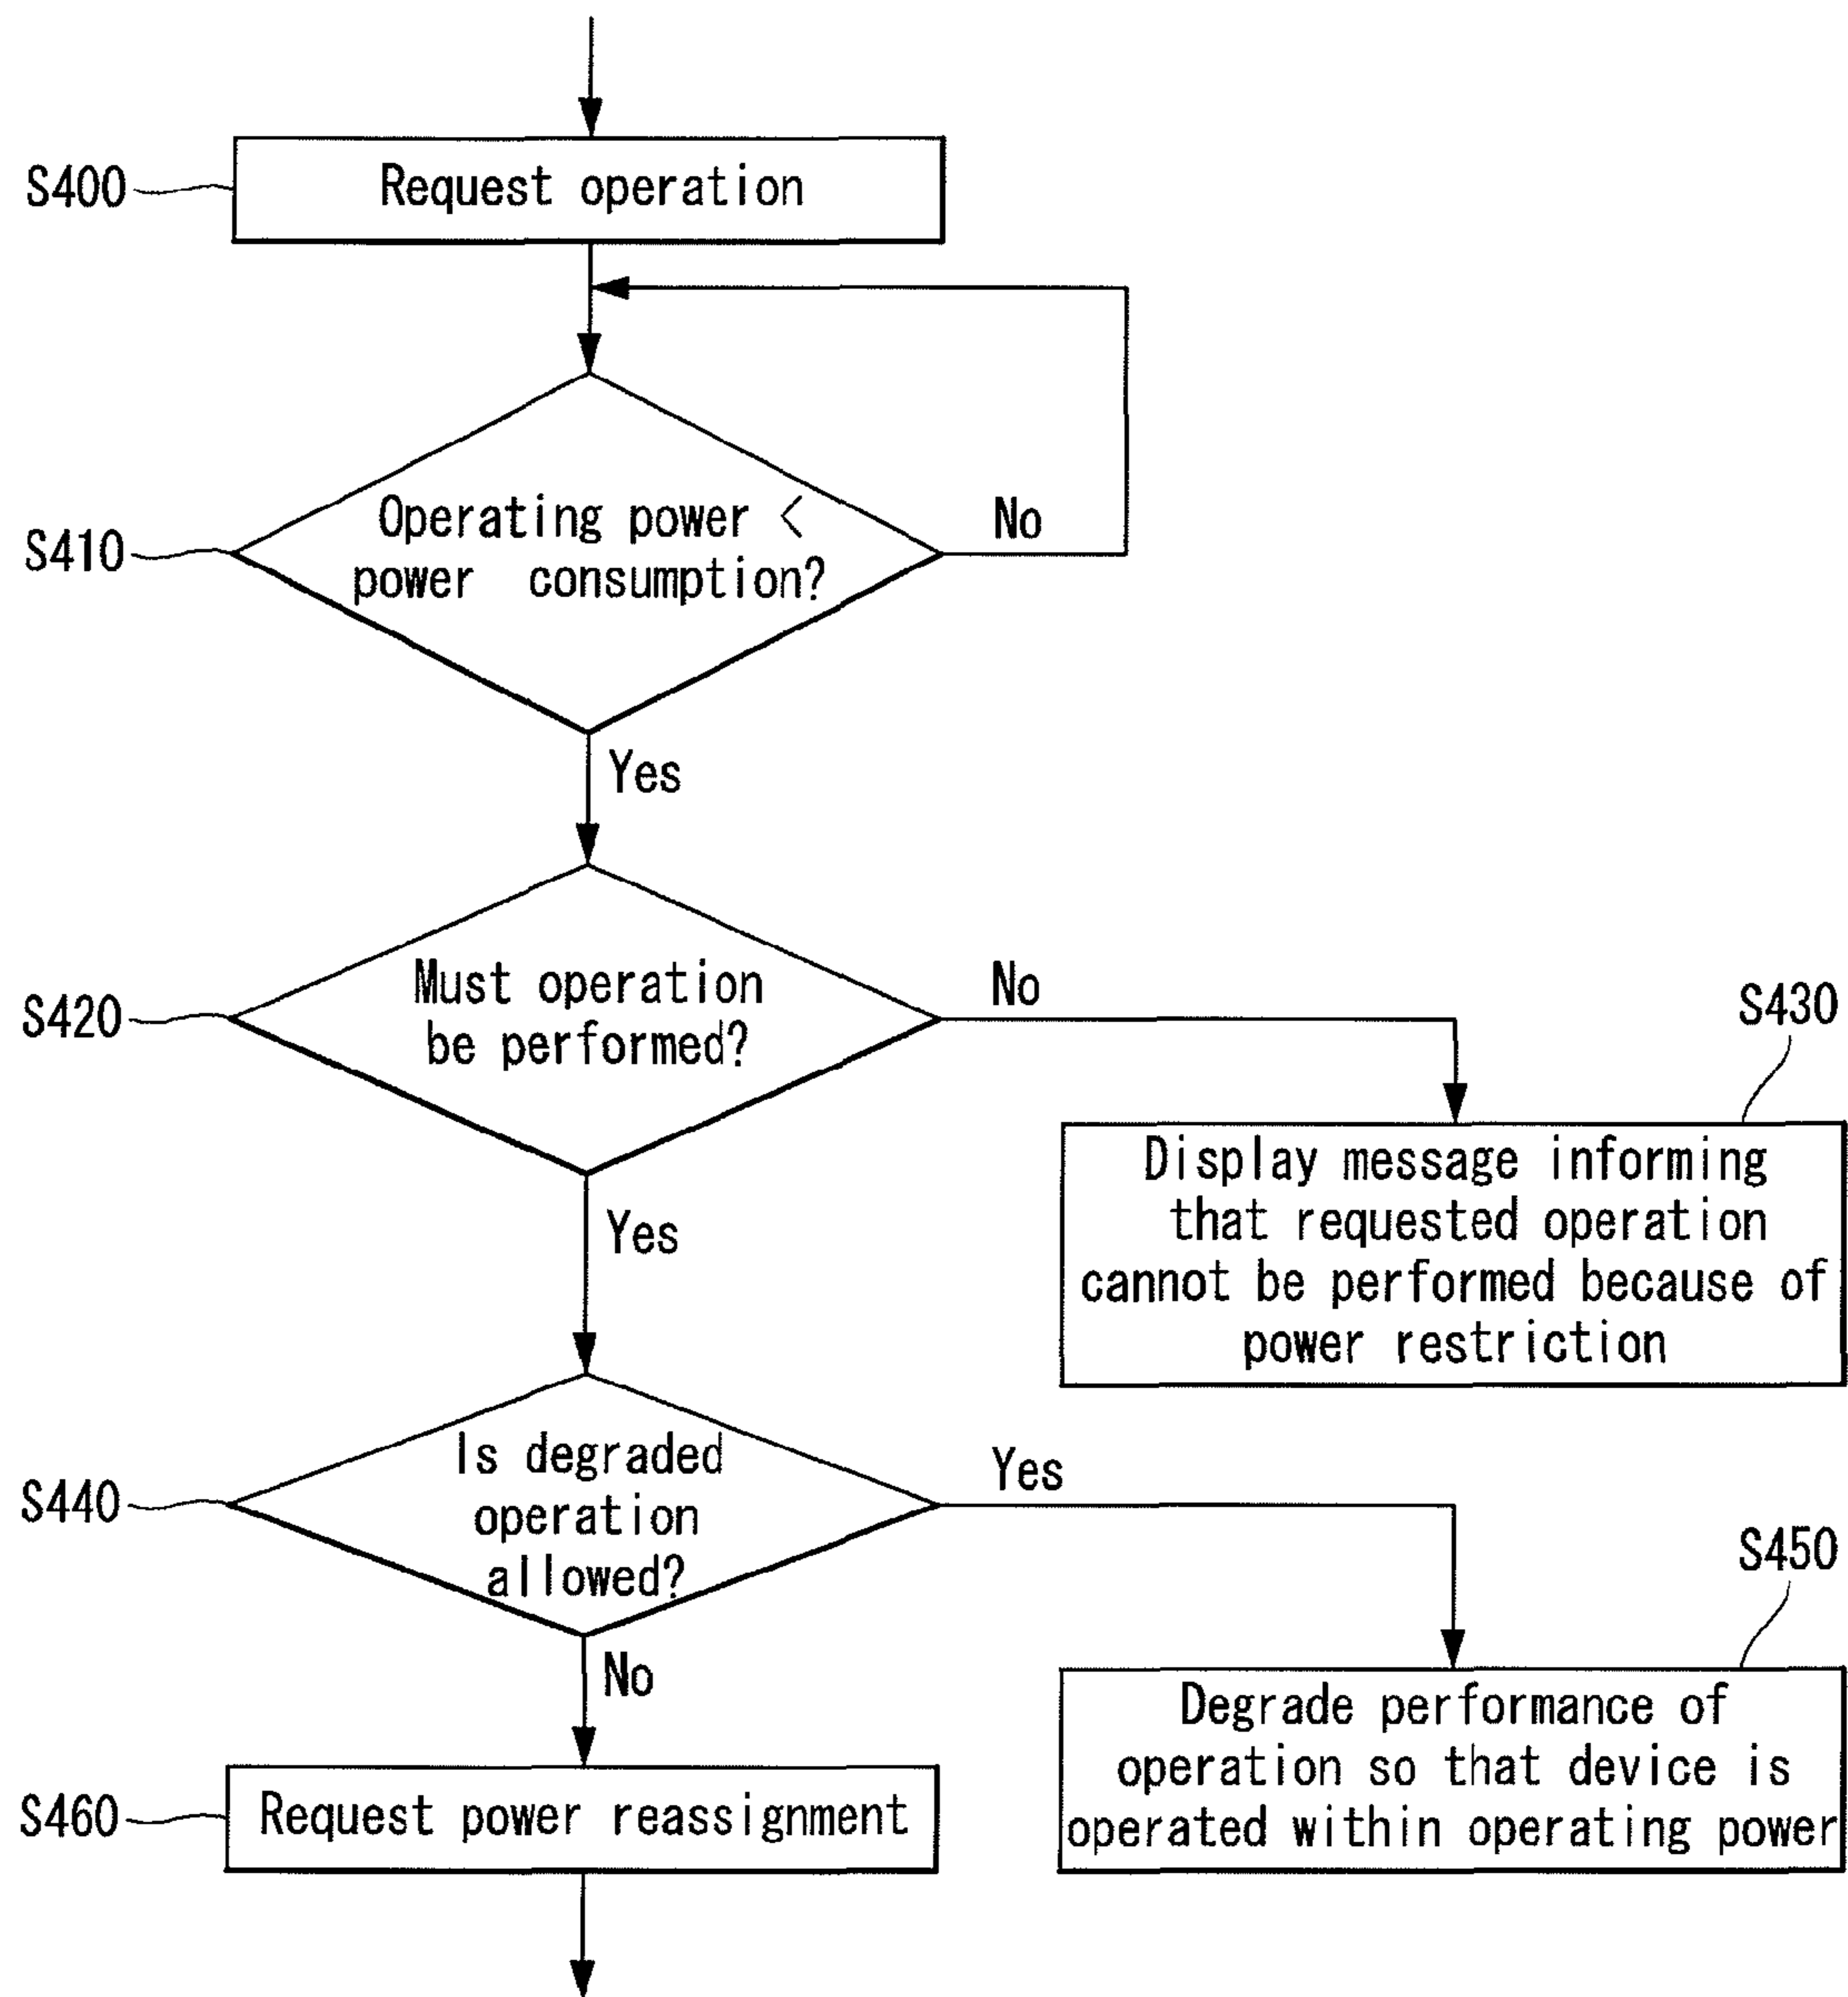 S400
Request operation
S410
Operating power <
power consumption?
No
Yes
S420
Must operation
be performed?
No
S430
Display message informing
that requested operation
cannot be performed because of
power restriction
Yes
S440
Is degraded
operation
allowed?
Yes
S450
Degrade performance of
operation so that device is
operated within operating power
No
S460
Request power reassignment